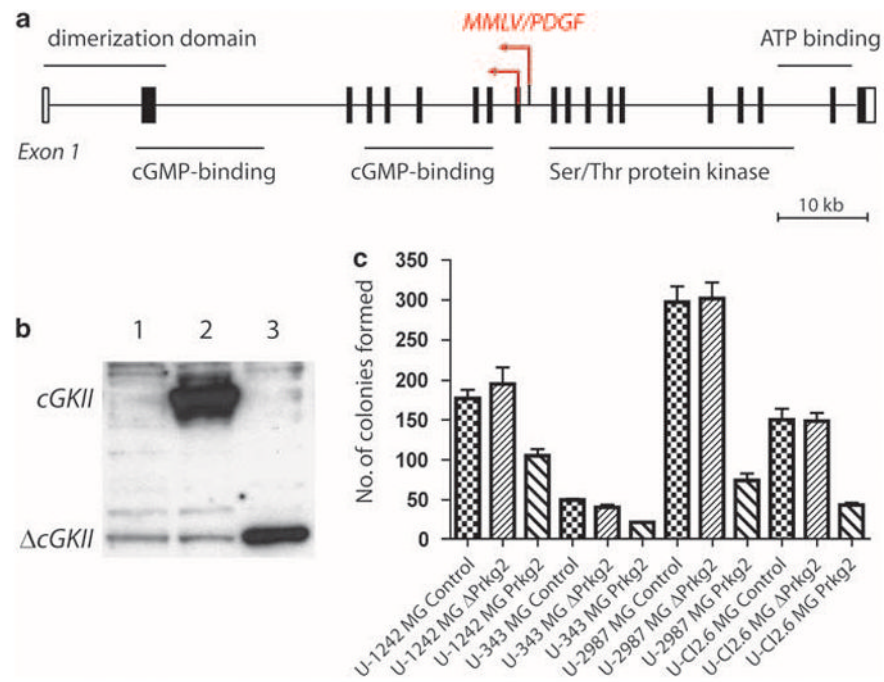 a
MMLV/PDGF
dimerization domain
ATP binding
Exon 1
cGMP-binding
cGMP-binding
Ser/Thr protein kinase
10 kb
b
1 2 3
cGKII
ΔcGKII
c
No. of colonies formed
350
300
250
200
150
100
50
0
U-1242 MG Control
U-1242 MG ΔPrkg2
U-1242 MG Prkg2
U-343 MG Control
U-343 MG ΔPrkg2
U-343 MG Prkg2
U-2987 MG Control
U-2987 MG ΔPrkg2
U-2987 MG Prkg2
U-Cl2.6 MG Control
U-Cl2.6 MG ΔPrkg2
U-Cl2.6 MG Prkg2